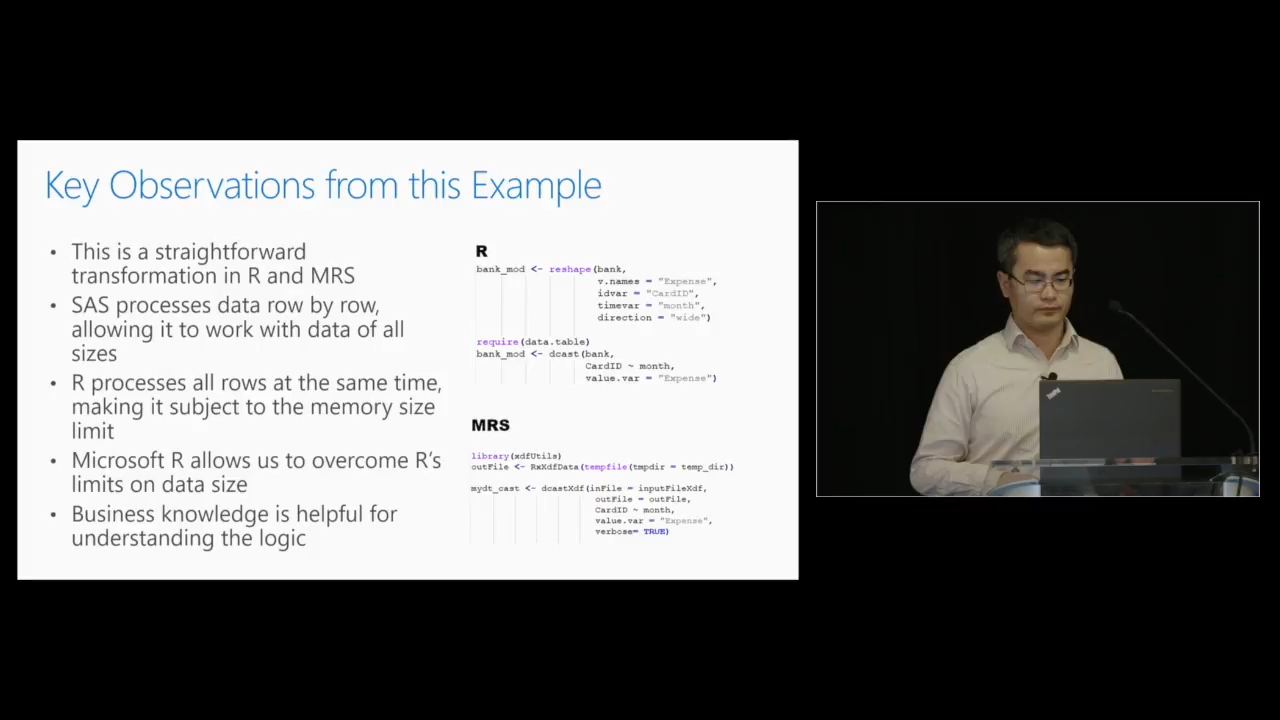 Key Observations from this Example
• This is a straightforward
transformation in R and MRS
• SAS processes data row by row,
allowing it to work with data of all
sizes
• R processes all rows at the same time,
making it subject to the memory size
limit
• Microsoft R allows us to overcome R's
limits on data size
• Business knowledge is helpful for
understanding the logic
R
bank_mod <- reshape(bank,
v.names = "Expense",
idvar = "CardID",
timevar = "month",
direction = "wide")
require(data.table)
bank_mod <- dcast(bank,
CardID ~ month,
value.var = "Expense")
MRS
library(xdfUtils)
outFile <- RxXdfData(tempfile(tmpdir = temp_dir))
mydt_cast <- dcastXdf(inFile = inputFileXdf,
outFile = outFile,
CardID ~ month,
value.var = "Expense",
verbose= TRUE)